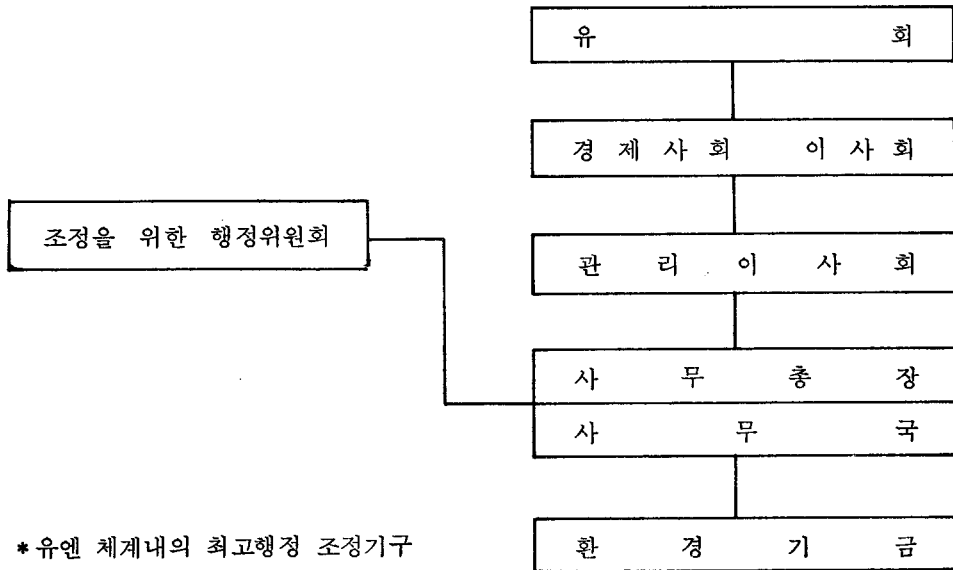 유 회
경제사회 이사회
조정을 위한 행정위원회
관리이사회
사무총장
사무국
환경기금
*유엔 체계내의 최고행정 조정기구